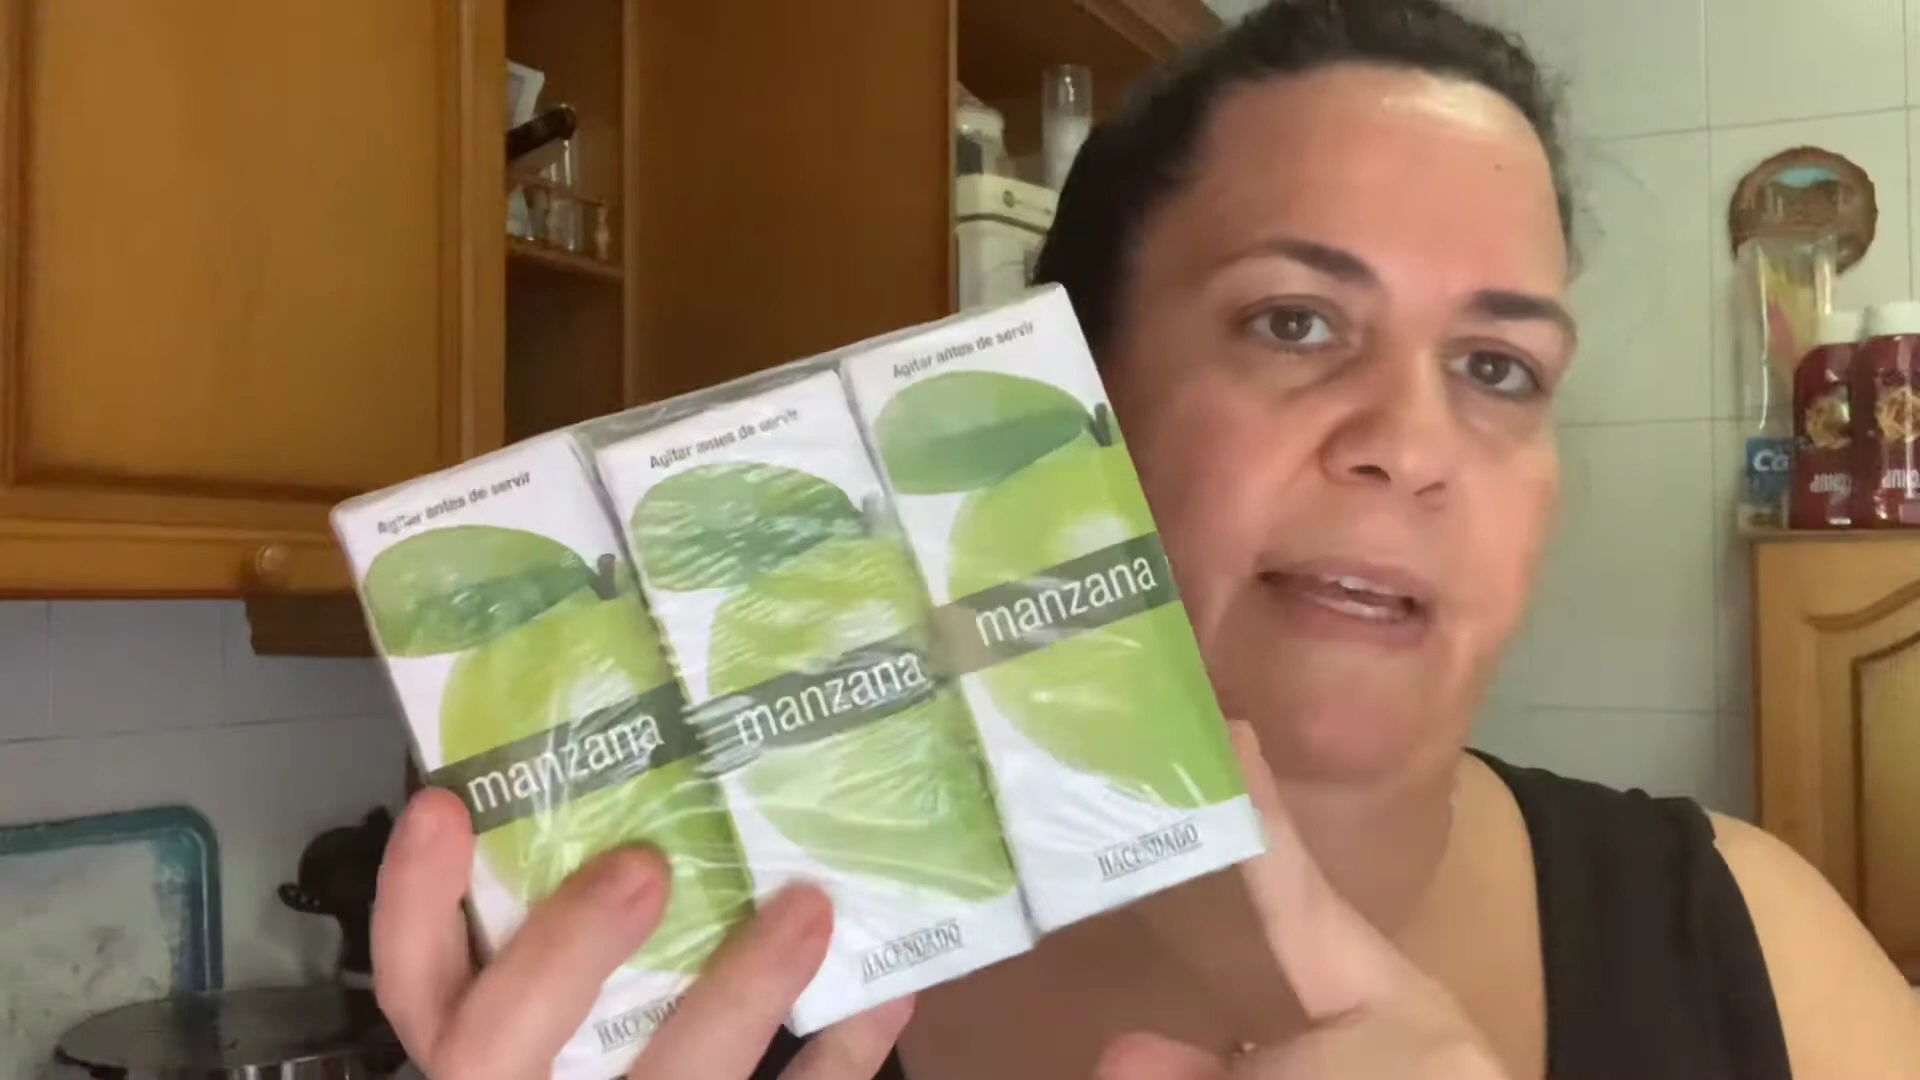 Agitar antes de servir
manzana
HACENDADO
Agitar antes de servir
manzana
HACENDADO
Agitar antes de servir
manzana
HACENDADO